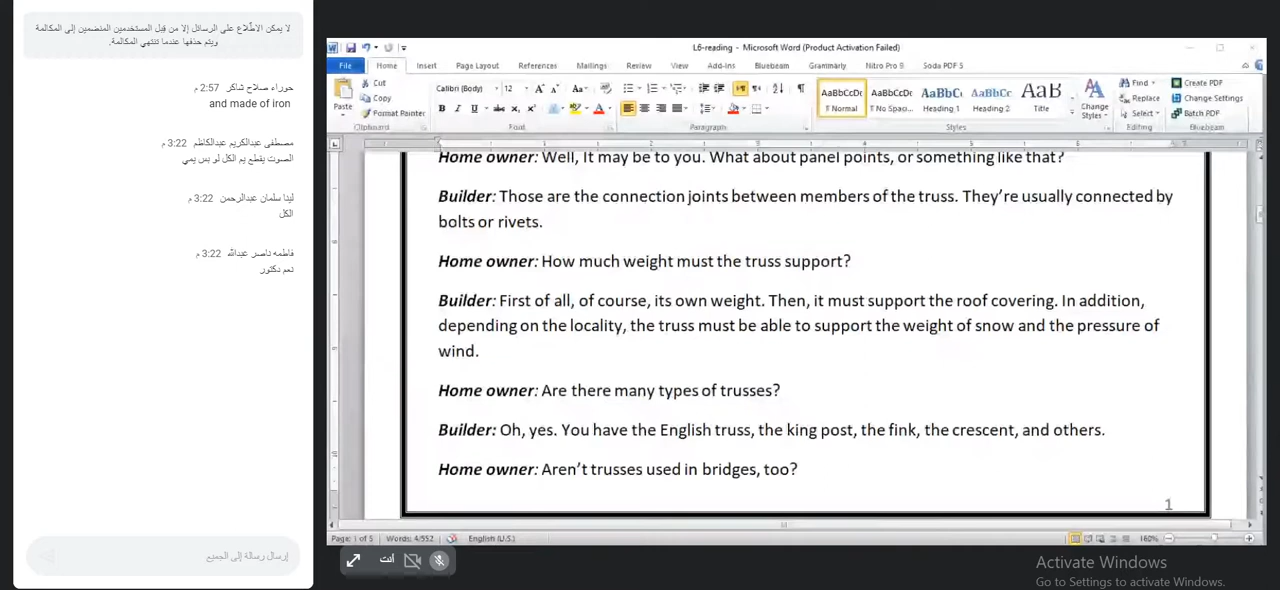 لا يمكن الاطّلاع على الرسائل إلا من قِبل المستخدمين المنضمين إلى المكالمة
ويتم حذفها عندما تنتهي المكالمة.
حوراء صلاح شاكر 2:57 م
and made of iron
مصطفى عبدالكريم عبدالكاظم 3:22 م
الصوت يقطع يم الكل لو بس يمي
لينا سلمان عبدالرحمن 3:22 م
الكل
فاطمه ناصر عبدالله 3:22 م
نعم دكتور
إرسال رسالة إلى الجميع
L6-reading - Microsoft Word (Product Activation Failed)
File Home Insert Page Layout References Mailings Review View Add-Ins Bluebeam Grammarly Nitro Pro 9 Soda PDF 5
Paste
Cut
Copy
Format Painter
Clipboard
Calibri (Body) 12
Font
Paragraph
AaBbCcDc AaBbCcDc AaBbCc AaBbCc AaB
¶ Normal ¶ No Spac... Heading 1 Heading 2 Title
Change
Styles
Styles
Find
Replace
Select
Editing
Create PDF
Change Settings
Batch PDF
Bluebeam
Home owner: Well, It may be to you. What about panel points, or something like that?
Builder: Those are the connection joints between members of the truss. They're usually connected by
bolts or rivets.
Home owner: How much weight must the truss support?
Builder: First of all, of course, its own weight. Then, it must support the roof covering. In addition,
depending on the locality, the truss must be able to support the weight of snow and the pressure of
wind.
Home owner: Are there many types of trusses?
Builder: Oh, yes. You have the English truss, the king post, the fink, the crescent, and others.
Home owner: Aren't trusses used in bridges, too?
1
Page: 1 of 5 Words: 4/552 English (U.S.) 160%
أنت
Activate Windows
Go to Settings to activate Windows.